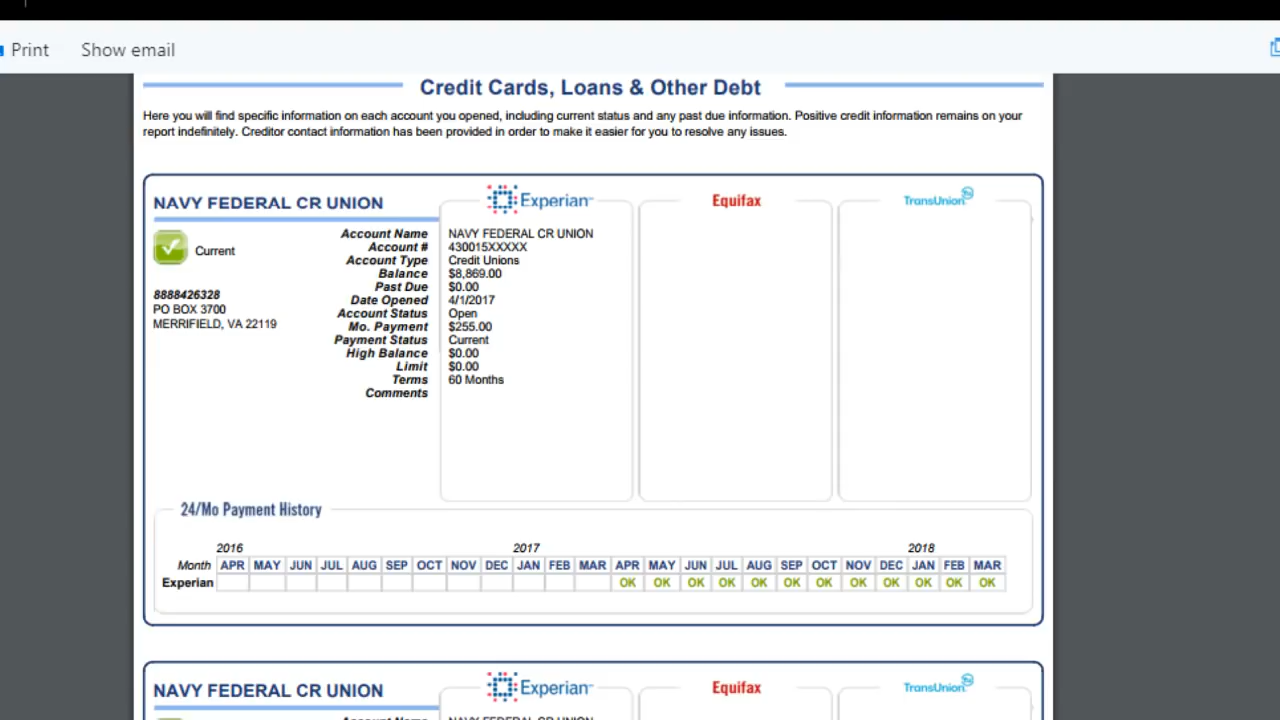 Print Show email
Credit Cards, Loans & Other Debt
Here you will find specific information on each account you opened, including current status and any past due information. Positive credit information remains on your
report indefinitely. Creditor contact information has been provided in order to make it easier for you to resolve any issues.
NAVY FEDERAL CR UNION
Experian
Equifax
TransUnion
Current
8888426328
PO BOX 3700
MERRIFIELD, VA 22119
Account Name NAVY FEDERAL CR UNION
Account # 430015XXXXX
Account Type Credit Unions
Balance $8,869.00
Past Due $0.00
Date Opened 4/1/2017
Account Status Open
Mo. Payment $255.00
Payment Status Current
High Balance $0.00
Limit $0.00
Terms 60 Months
Comments
24/Mo Payment History
2016 2017 2018
Month APR MAY JUN JUL AUG SEP OCT NOV DEC JAN FEB MAR APR MAY JUN JUL AUG SEP OCT NOV DEC JAN FEB MAR
Experian OK OK OK OK OK OK OK OK OK OK OK OK
NAVY FEDERAL CR UNION
Experian
Equifax
TransUnion
Account Name NAVY FEDERAL CR UNION